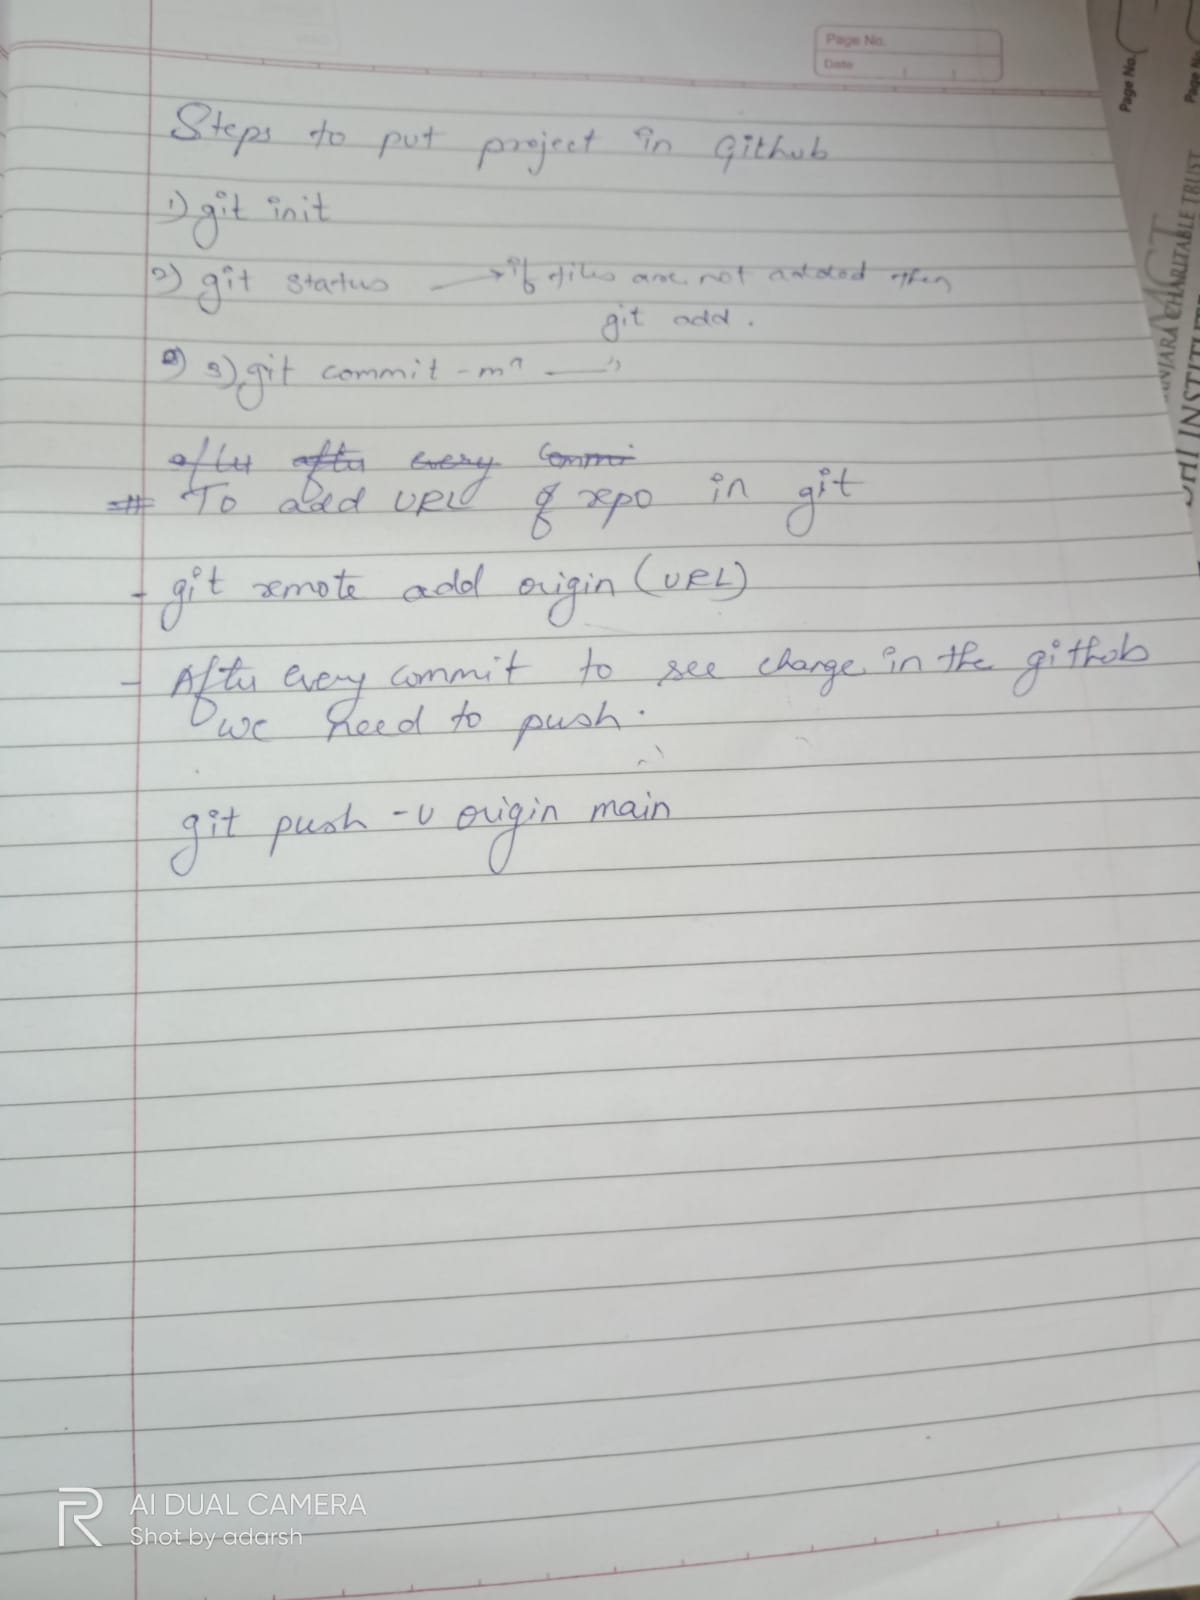 Page No.
Date
Steps to put project in Github
1) git init
2) git status → if files are not added then
git add .
3) git commit -m " — "
after after every Commi
# To add URL of repo in git
- git remote add origin (URL)
- After every commit to see change in the github
we need to push.
git push -u origin main
Page No.
Page No
ANJARA CHARITABLE TRUST
DHI INSTITUT
R AI DUAL CAMERA
Shot by adarsh